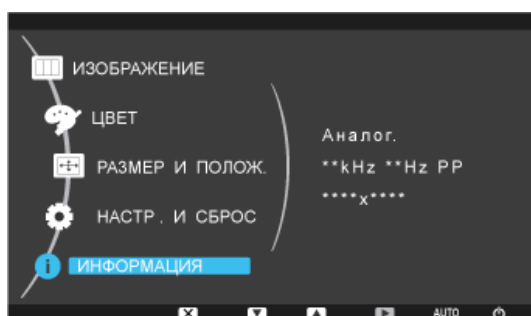 ИЗОБРАЖЕНИЕ
ЦВЕТ
РАЗМЕР И ПОЛОЖ.
НАСТР. И СБРОС
ИНФОРМАЦИЯ
Аналог.
**kHz **Hz PP
****x****
AUTO